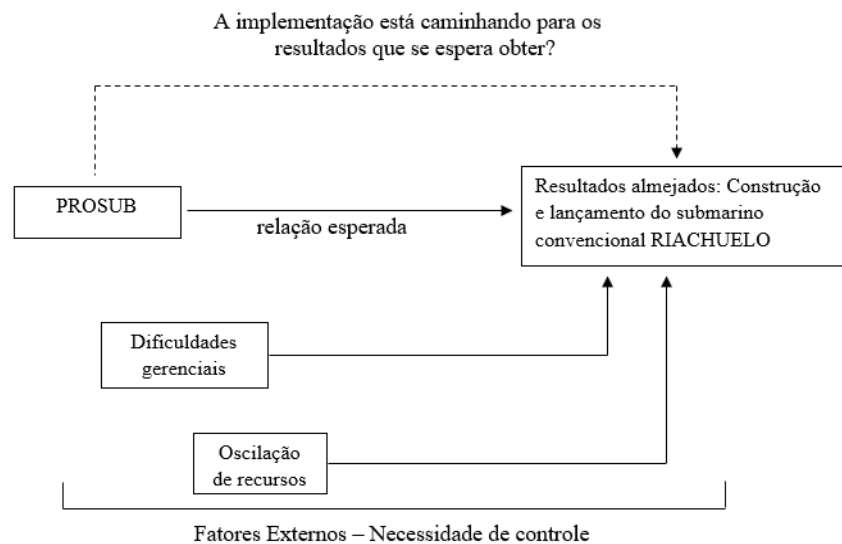 A implementação está caminhando para os
resultados que se espera obter?
PROSUB
relação esperada
Resultados almejados: Construção
e lançamento do submarino
convencional RIACHUELO
Dificuldades
gerenciais
Oscilação
de recursos
Fatores Externos – Necessidade de controle